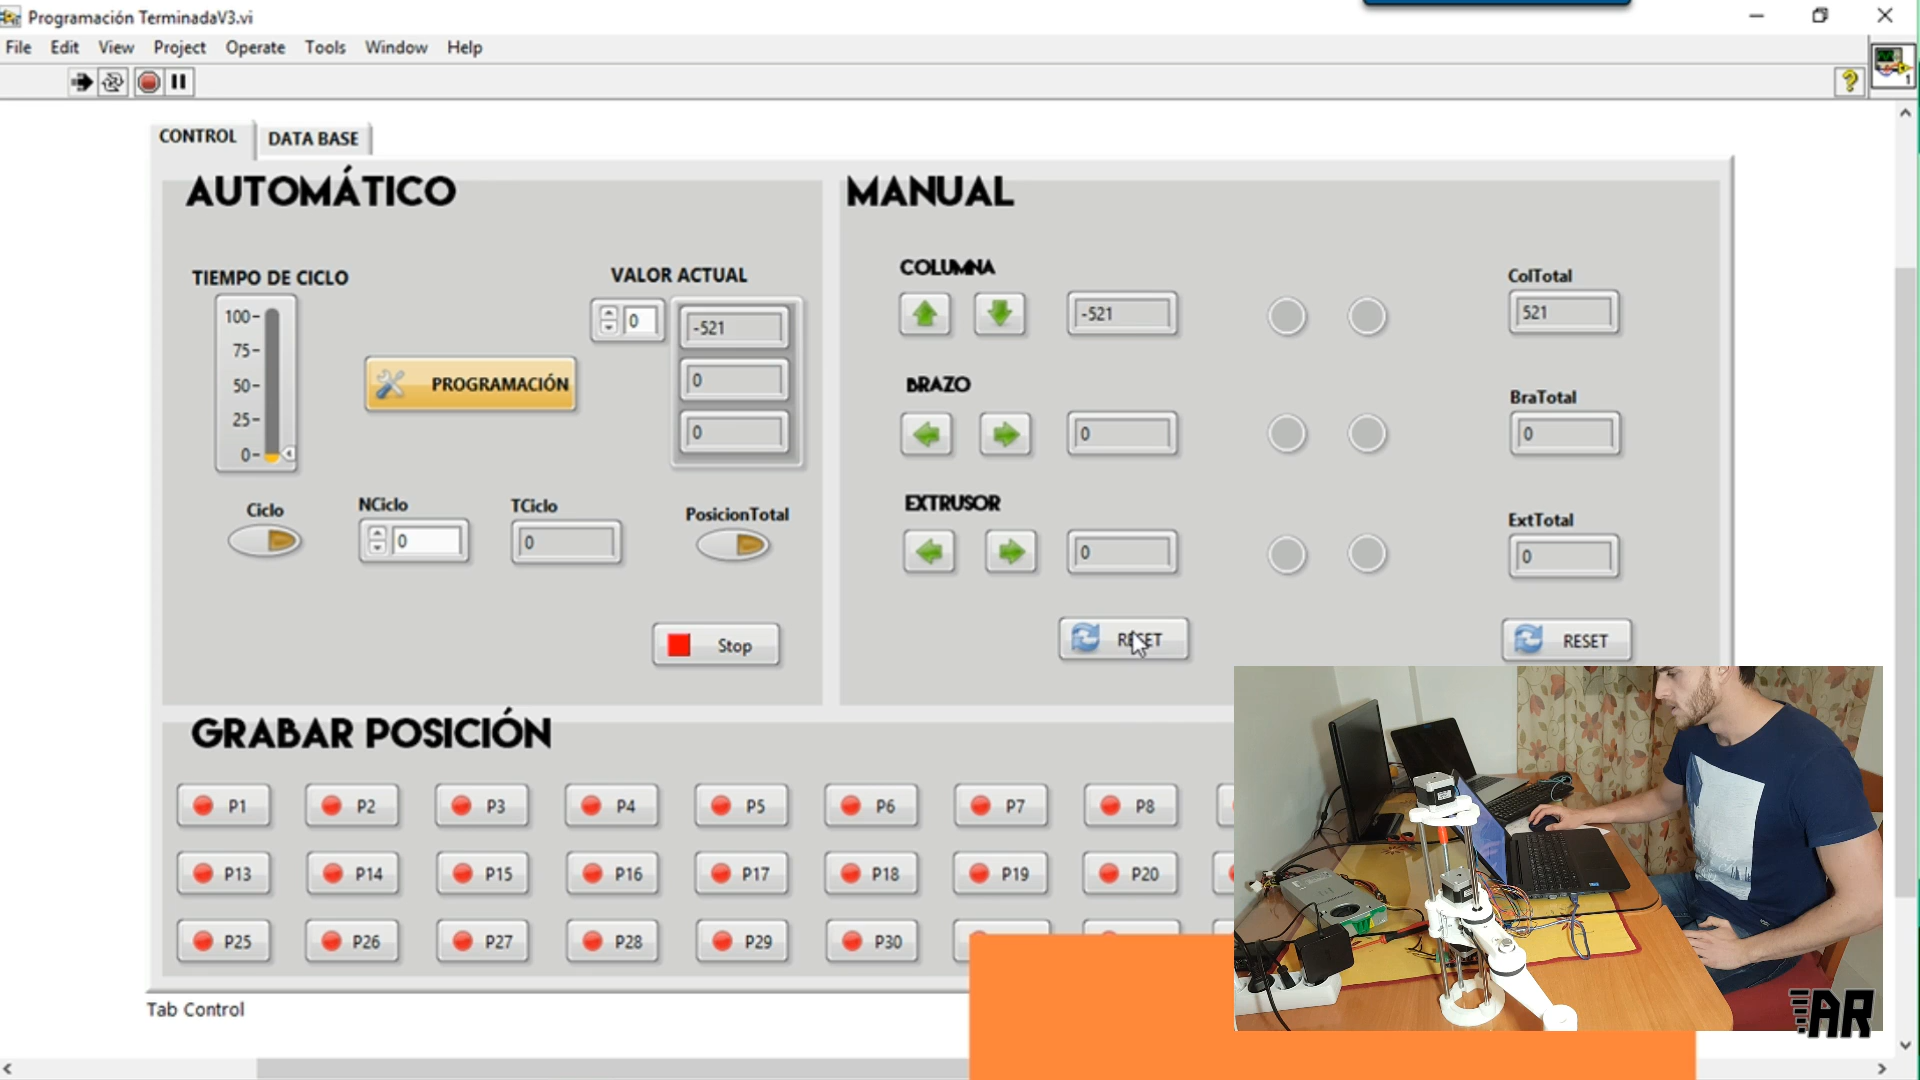 Programación TerminadaV3.vi
File Edit View Project Operate Tools Window Help
1
CONTROL DATA BASE
AUTOMÁTICO
TIEMPO DE CICLO
100
75
50
25
0
PROGRAMACIÓN
VALOR ACTUAL
0
-521
0
0
Ciclo
NCiclo
0
TCiclo
0
PosicionTotal
Stop
MANUAL
COLUMNA
-521
ColTotal
521
BRAZO
0
BraTotal
0
EXTRUSOR
0
ExtTotal
0
RESET
RESET
GRABAR POSICIÓN
P1 P2 P3 P4 P5 P6 P7 P8
P13 P14 P15 P16 P17 P18 P19 P20
P25 P26 P27 P28 P29 P30
Tab Control
AR